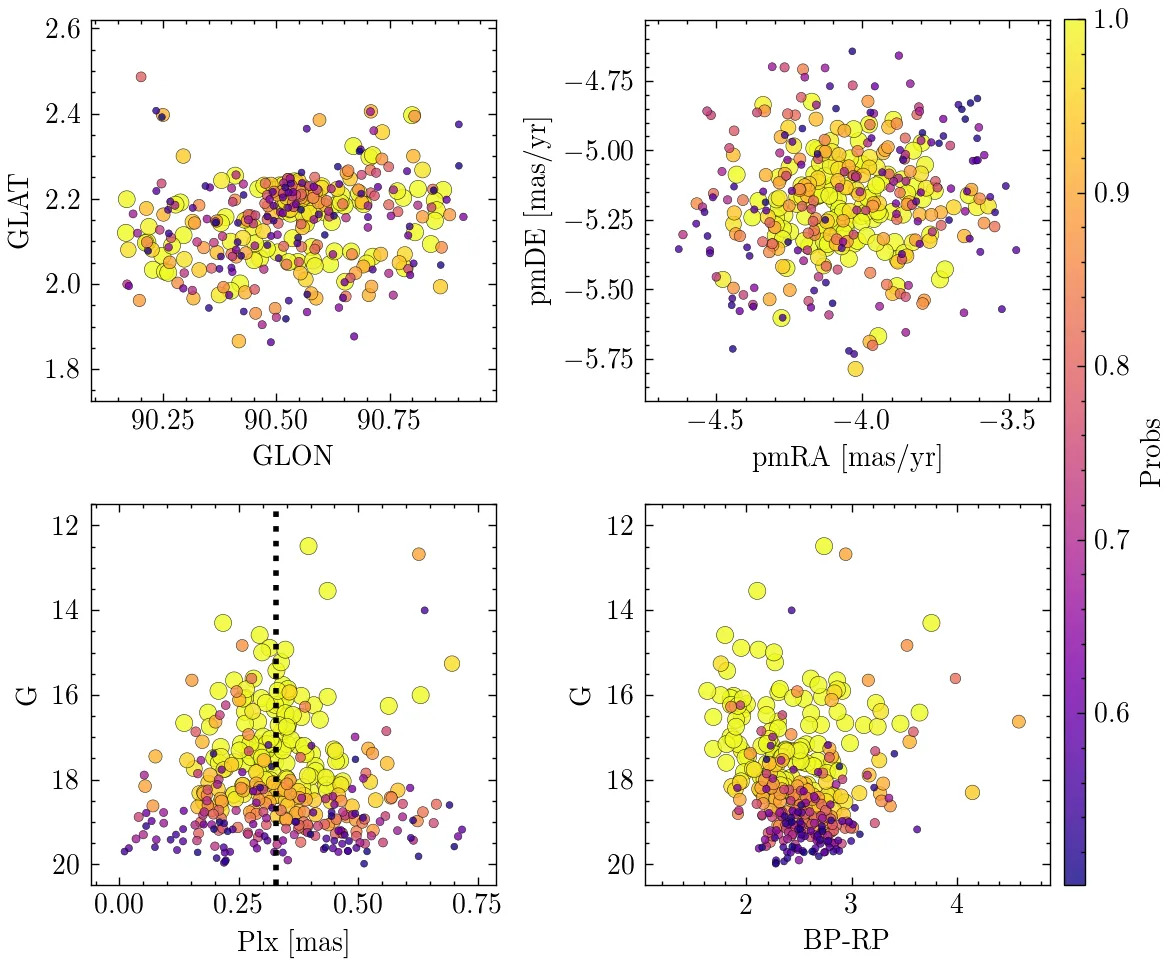 2.6
2.4
2.2
2.0
1.8
GLAT
90.25 90.50 90.75
GLON
−4.75
−5.00
−5.25
−5.50
−5.75
pmDE [mas/yr]
−4.5 −4.0 −3.5
pmRA [mas/yr]
12
14
16
18
20
G
0.00 0.25 0.50 0.75
Plx [mas]
12
14
16
18
20
G
2 3 4
BP-RP
1.0
0.9
0.8
0.7
0.6
Probs